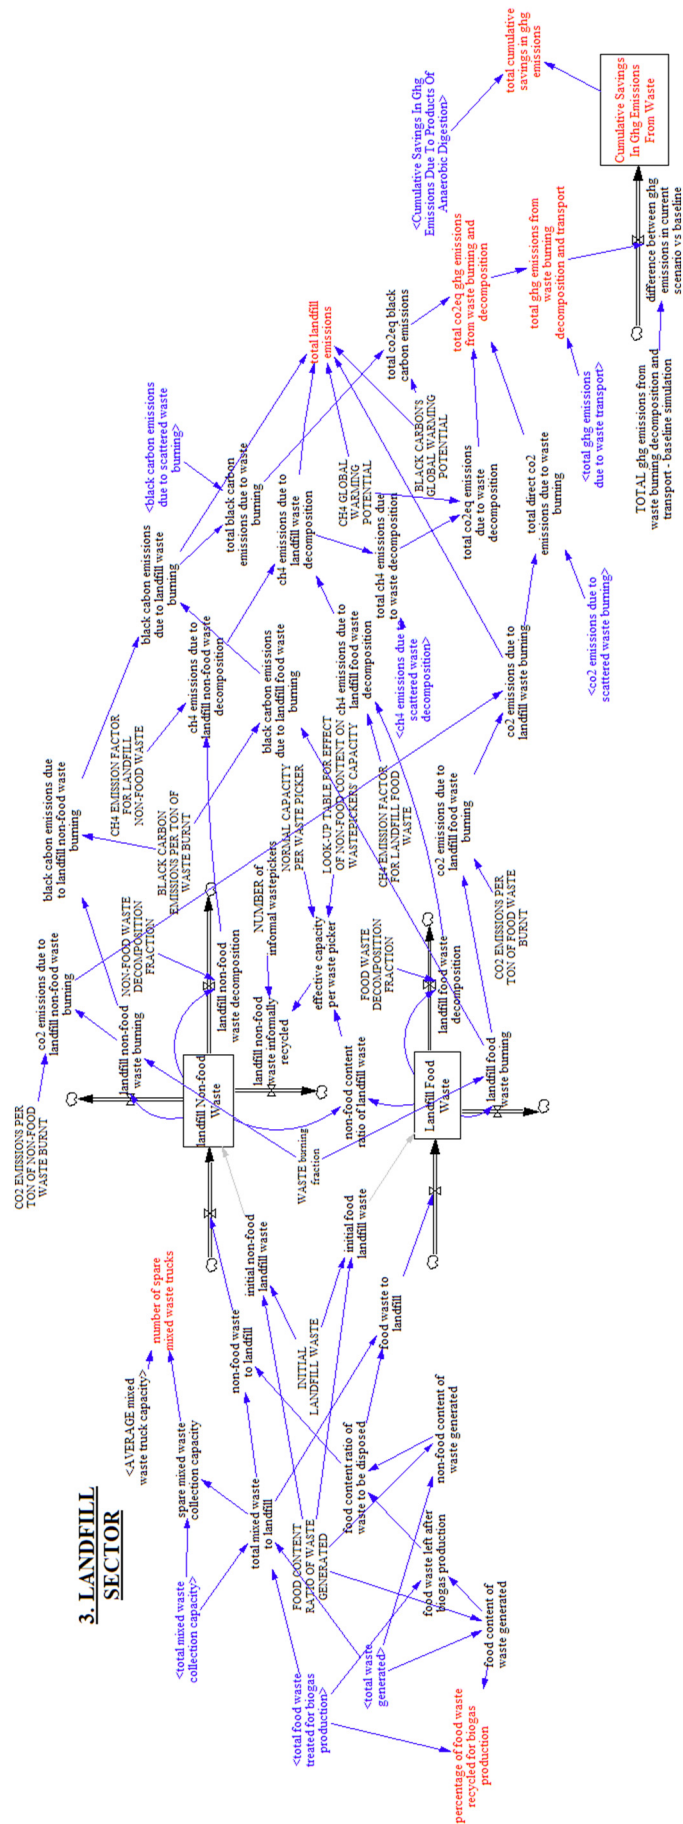 3. LANDFILL
SECTOR
<total mixed waste
collection capacity>
<AVERAGE mixed
waste truck capacity>
number of spare
mixed waste trucks
spare mixed waste
collection capacity
total mixed waste
to landfill
<total food waste
treated for biogas
production>
FOOD CONTENT
RATIO OF WASTE
GENERATED
<total waste
generated>
percentage of food waste
recycled for biogas
production
food content of
waste generated
food waste left after
biogas production
non-food content of
waste generated
food content ratio of
waste to be disposed
non-food waste
to landfill
food waste to
landfill
INITIAL
LANDFILL WASTE
initial non-food
landfill waste
initial food
landfill waste
CO2 EMISSIONS PER
TON OF NON-FOOD
WASTE BURNT
landfill Non-food
Waste
WASTE burning
fraction
non-food content
ratio of landfill waste
Landfill Food
Waste
landfill non-food
waste burning
co2 emissions due to
landfill non-food waste
burning
NON-FOOD WASTE
DECOMPOSITION
FRACTION
landfill non-food
waste decomposition
landfill non-food
waste informally
recycled
NUMBER of
informal wastepickers
effective capacity
per waste picker
NORMAL CAPACITY
PER WASTE PICKER
LOOK-UP TABLE FOR EFFECT
OF NON-FOOD CONTENT ON
WASTEPICKERS' CAPACITY
FOOD WASTE
DECOMPOSITION
FRACTION
landfill food waste
decomposition
landfill food
waste burning
CO2 EMISSIONS PER
TON OF FOOD WASTE
BURNT
co2 emissions due to
landfill food waste
burning
CH4 EMISSION FACTOR
FOR LANDFILL FOOD
WASTE
BLACK CARBON
EMISSIONS PER TON OF
WASTE BURNT
CH4 EMISSION FACTOR
FOR LANDFILL
NON-FOOD WASTE
black cabon emissions due
to landfill non-food waste
burning
black cabon emissions
due to landfill waste
burning
ch4 emissions due to
landfill non-food waste
decomposition
black carbon emissions
due to landfill food waste
burning
ch4 emissions due to
landfill food waste
decomposition
<ch4 emissions due to
scattered waste
decomposition>
co2 emissions due to
landfill waste burning
<co2 emissions due to
scattered waste burning>
<black carbon emissions
due to scattered waste
burning>
total black carbon
emissions due to waste
burning
ch4 emissions due to
landfill waste
decomposition
CH4 GLOBAL
WARMING
POTENTIAL
total ch4 emissions due
to waste decomposition
BLACK CARBONS
GLOBAL WARMING
POTENTIAL
total co2eq emissions
due to waste
decomposition
total direct co2
emissions due to waste
burning
total landfill
emissions
total co2eq black
carbon emissions
total co2eq ghg emissions
from waste burning and
decomposition
total ghg emissions from
waste burning
decomposition and transport
<total ghg emissions
due to waste transport>
TOTAL ghg emissions from
waste burning decomposition and
transport - baseline simulation
difference between ghg
emissions in current
scenario vs baseline
Cumulative Savings
In Ghg Emissions
From Waste
<Cumulative Savings In Ghg
Emissions Due To Products Of
Anaerobic Digestion>
total cumulative
savings in ghg
emissions